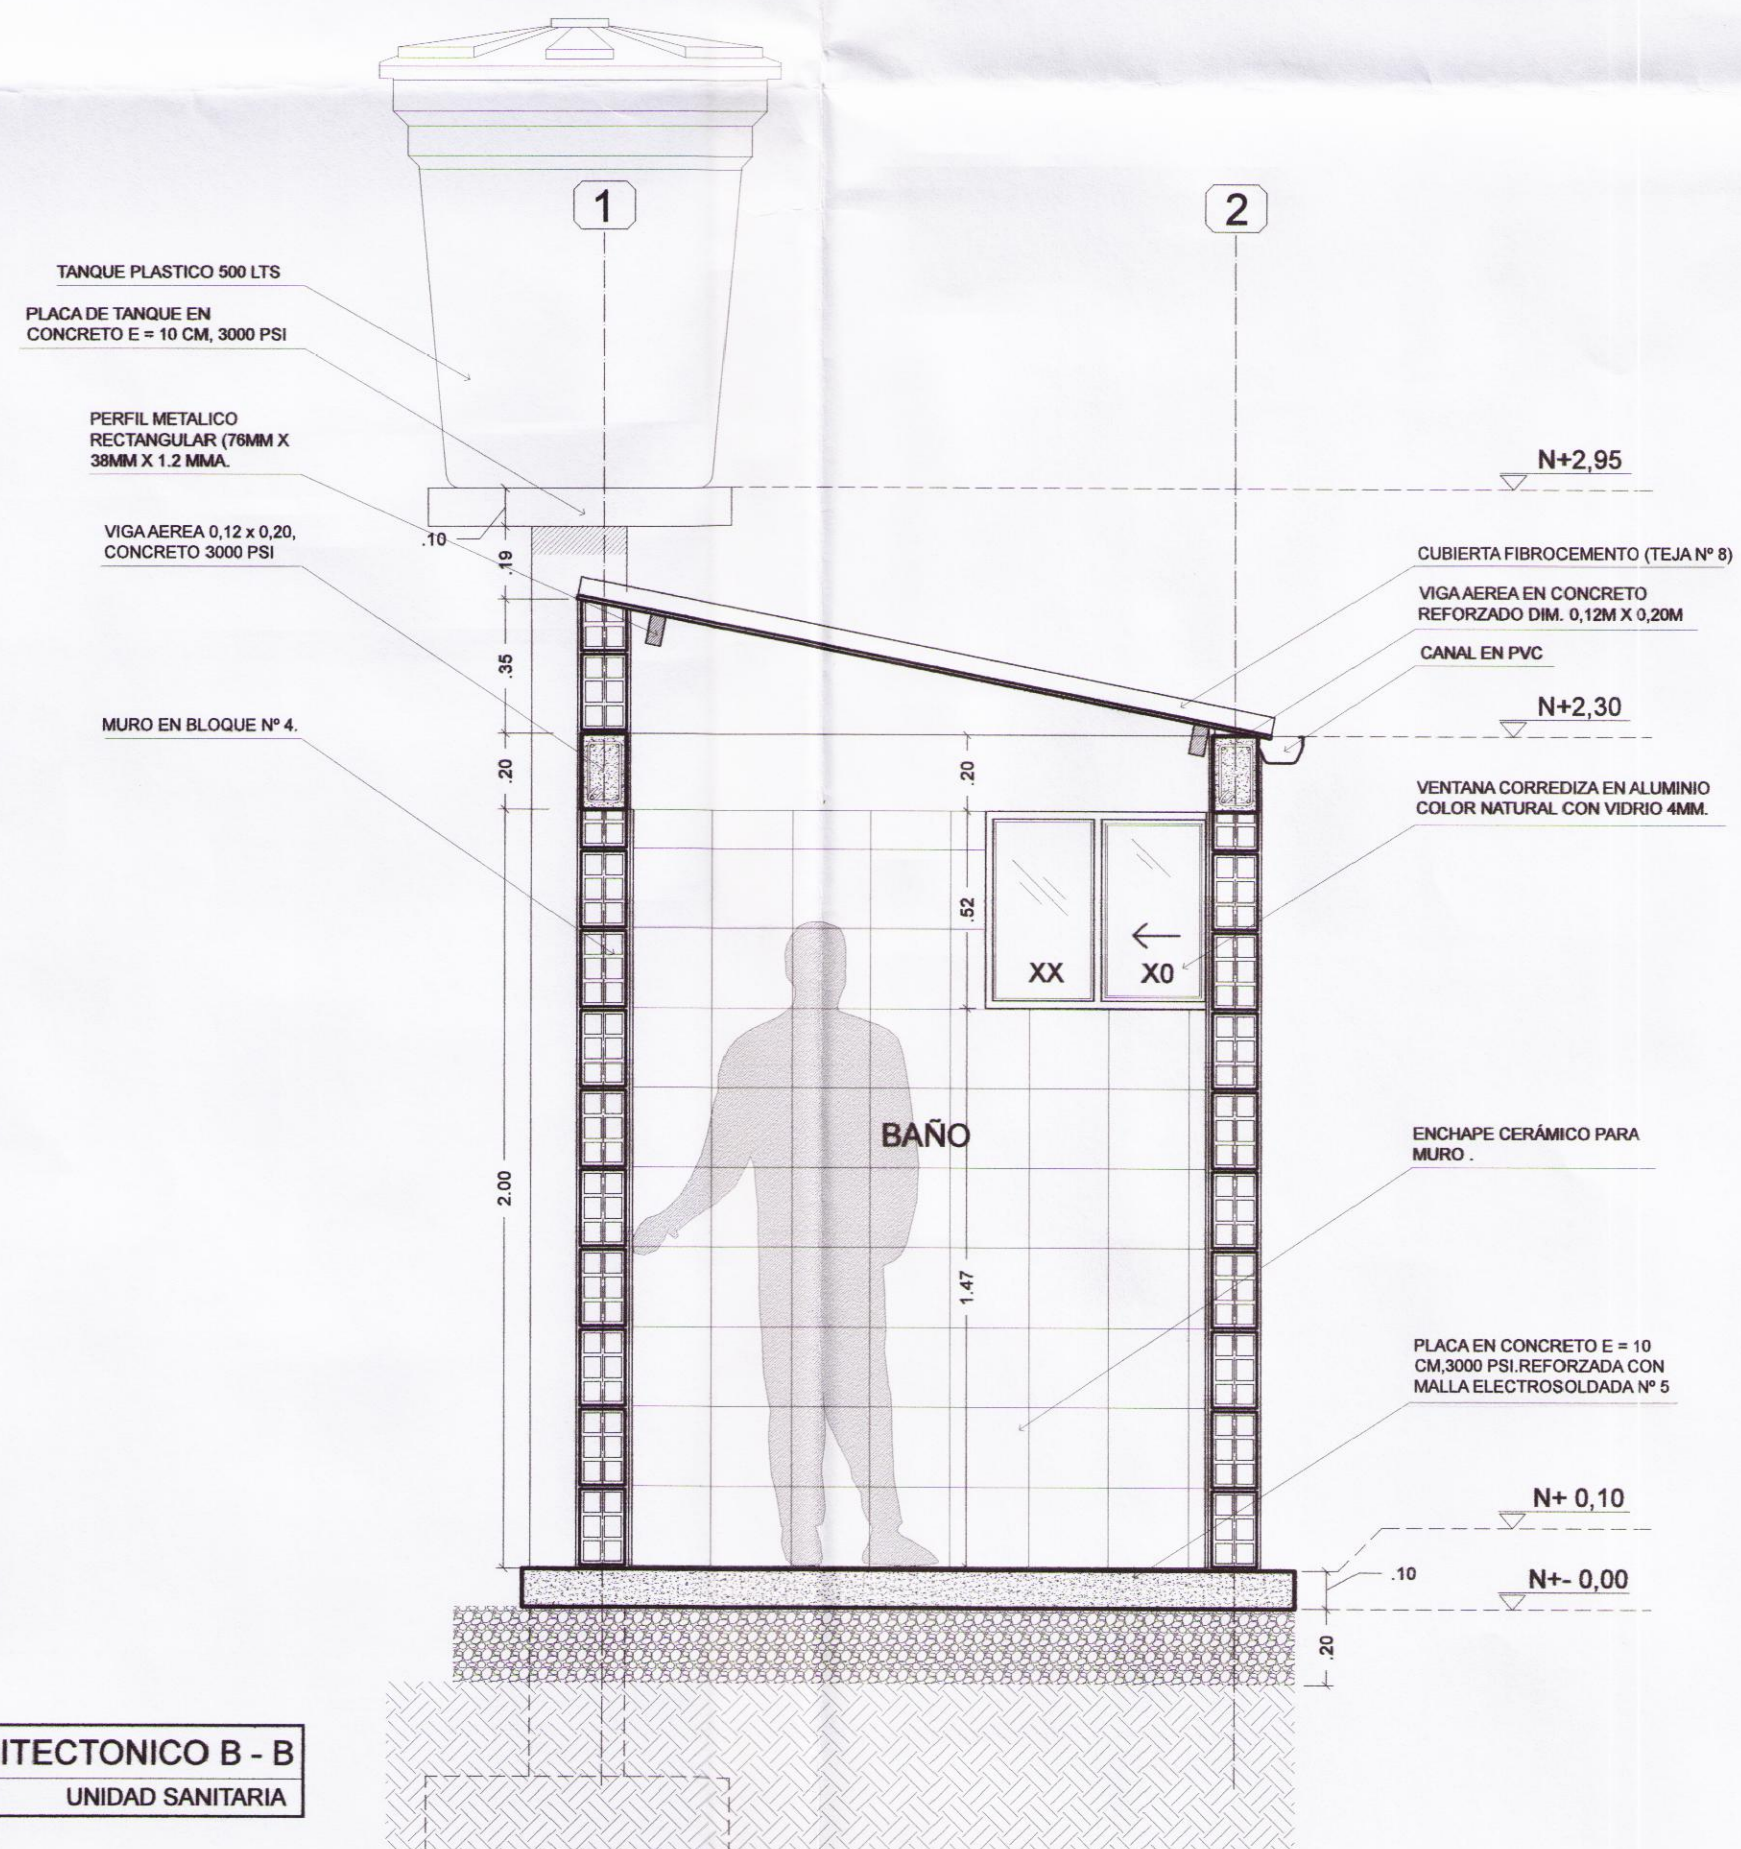 1
2
TANQUE PLASTICO 500 LTS
PLACA DE TANQUE EN
CONCRETO E = 10 CM, 3000 PSI
PERFIL METALICO
RECTANGULAR (76MM X
38MM X 1.2 MMA.
VIGA AEREA 0,12 x 0,20,
CONCRETO 3000 PSI
MURO EN BLOQUE Nº 4.
.10
.19
.35
.20
2.00
.20
.52
1.47
XX
X0
BAÑO
N+2,95
CUBIERTA FIBROCEMENTO (TEJA Nº 8)
VIGA AEREA EN CONCRETO
REFORZADO DIM. 0,12M X 0,20M
CANAL EN PVC
N+2,30
VENTANA CORREDIZA EN ALUMINIO
COLOR NATURAL CON VIDRIO 4MM.
ENCHAPE CERÁMICO PARA
MURO .
PLACA EN CONCRETO E = 10
CM,3000 PSI.REFORZADA CON
MALLA ELECTROSOLDADA Nº 5
N+ 0,10
.10
N+- 0,00
.20
ITECTONICO B - B
UNIDAD SANITARIA